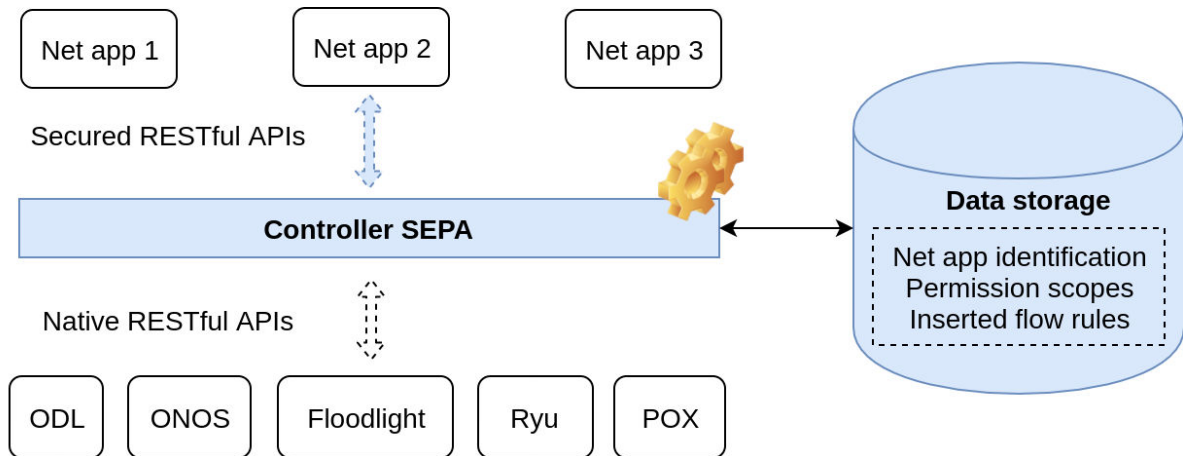 Net app 1
Net app 2
Net app 3
Secured RESTful APIs
Controller SEPA
Data storage
Net app identification
Permission scopes
Inserted flow rules
Native RESTful APIs
ODL
ONOS
Floodlight
Ryu
POX